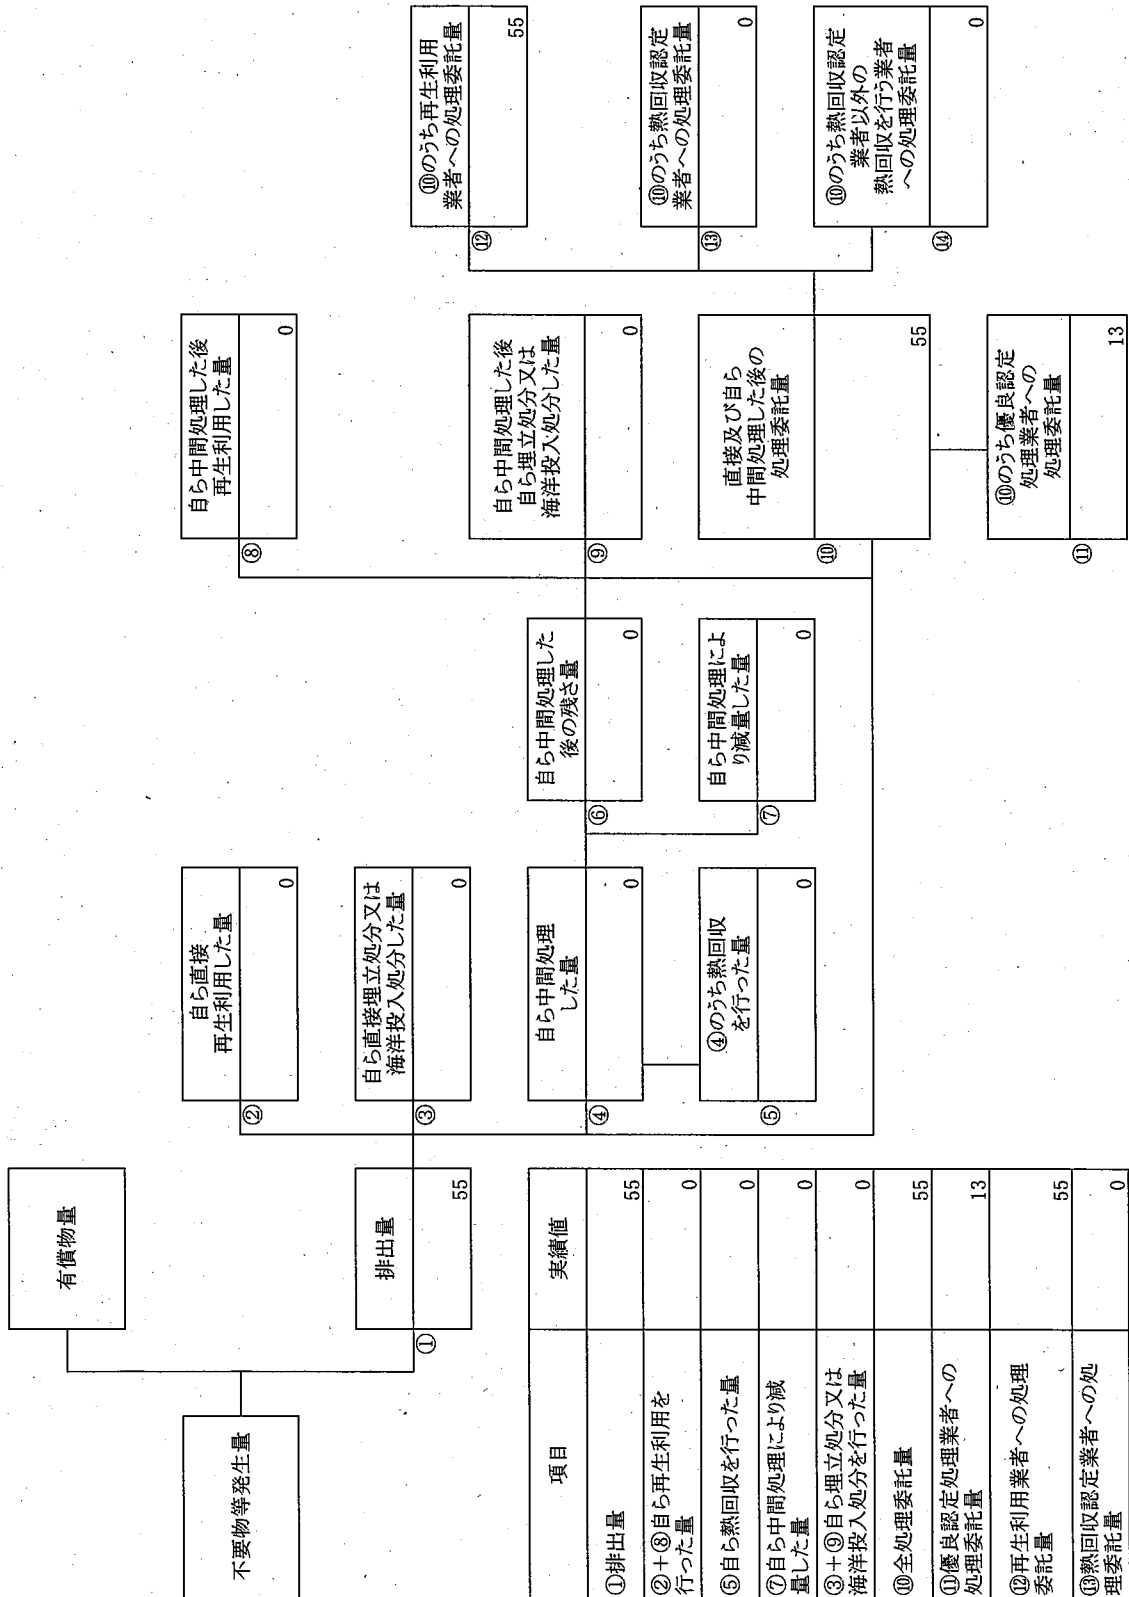 不要物等発生量
有償物量
①
排出量
55
②
自ら直接
再生利用した量
0
③
自ら直接埋立処分又は
海洋投入処分した量
0
④
自ら中間処理
した量
0
⑤
④のうち熱回収
を行った量
0
⑥
自ら中間処理した
後の残さ量
0
⑦
自ら中間処理によ
り減量した量
0
⑧
自ら中間処理した後
再生利用した量
0
⑨
自ら中間処理した後
自ら埋立処分又は
海洋投入処分した量
0
⑩
直接及び自ら
中間処理した後の
処理委託量
55
⑪
⑩のうち優良認定
処理業者への
処理委託量
13
⑫
⑩のうち再生利用
業者への処理委託量
55
⑬
⑩のうち熱回収認定
業者への処理委託量
0
⑭
⑩のうち熱回収認定
業者以外の
熱回収を行う業者
への処理委託量
0
項目 実績値
①排出量 55
②+⑧自ら再生利用を
行った量 0
⑤自ら熱回収を行った量 0
⑦自ら中間処理により減
量した量 0
③+⑨自ら埋立処分又は
海洋投入処分を行った量 0
⑩全処理委託量 55
⑪優良認定処理業者への
処理委託量 13
⑫再生利用業者への処理
委託量 55
⑬熱回収認定業者への処
理委託量 0